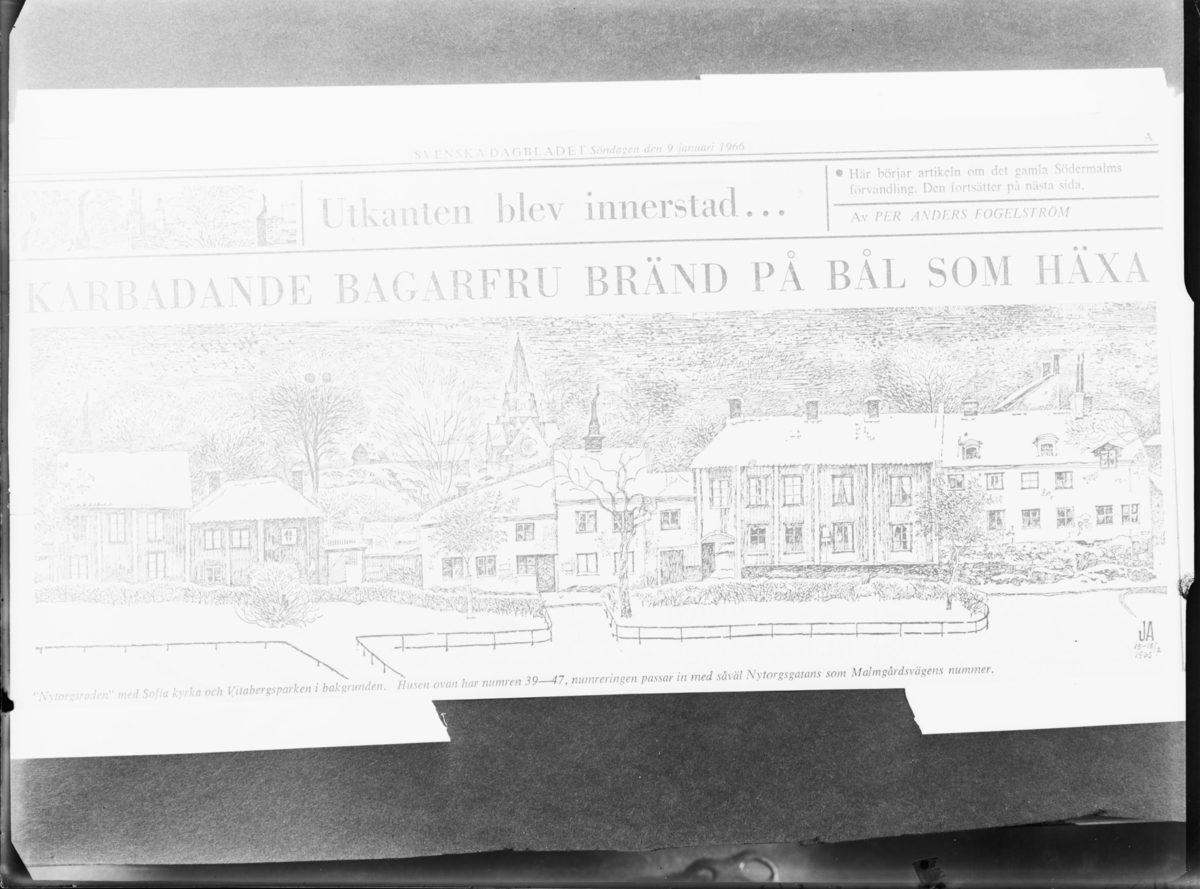 SVENSKA DAGBLADET Söndagen den 9 januari 1966
A
Utkanten blev innerstad...
● Här börjar artikeln om det gamla Södermalms
förvandling. Den fortsätter på nästa sida.
Av PER ANDERS FOGELSTRÖM
KARBADANDE BAGARFRU BRÄND PÅ BÅL SOM HÄXA
JA
"Nytorgsraden" med Sofia kyrka och Vitabergsparken i bakgrunden. Husen ovan har numren 39—47, numreringen passar in med såväl Nytorgsgatans som Malmgårdsvägens nummer.